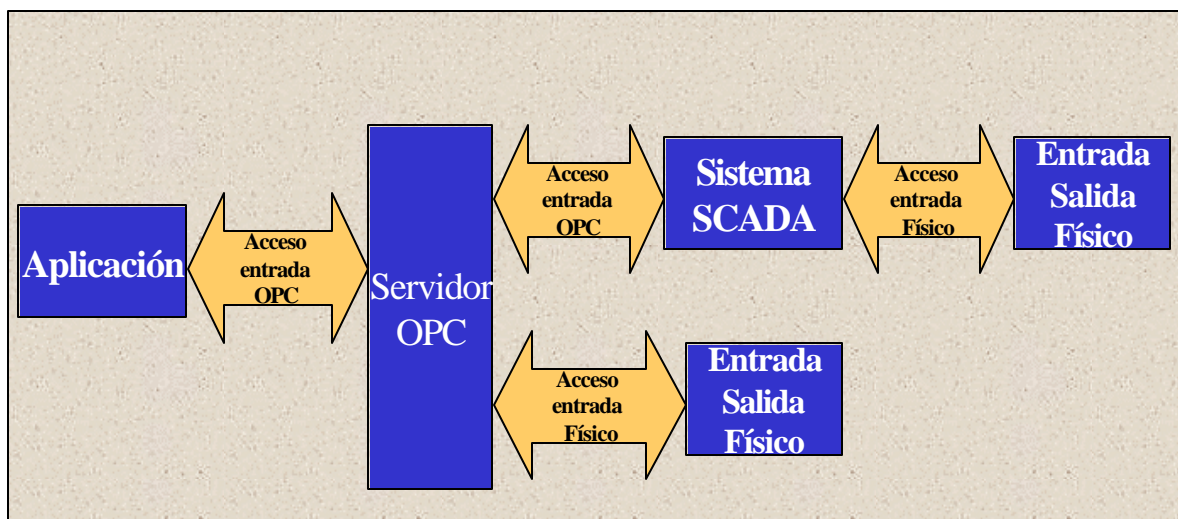 Aplicación
Acceso
entrada
OPC
Servidor
OPC
Acceso
entrada
OPC
Sistema
SCADA
Acceso
entrada
Físico
Entrada
Salida
Físico
Acceso
entrada
Físico
Entrada
Salida
Físico